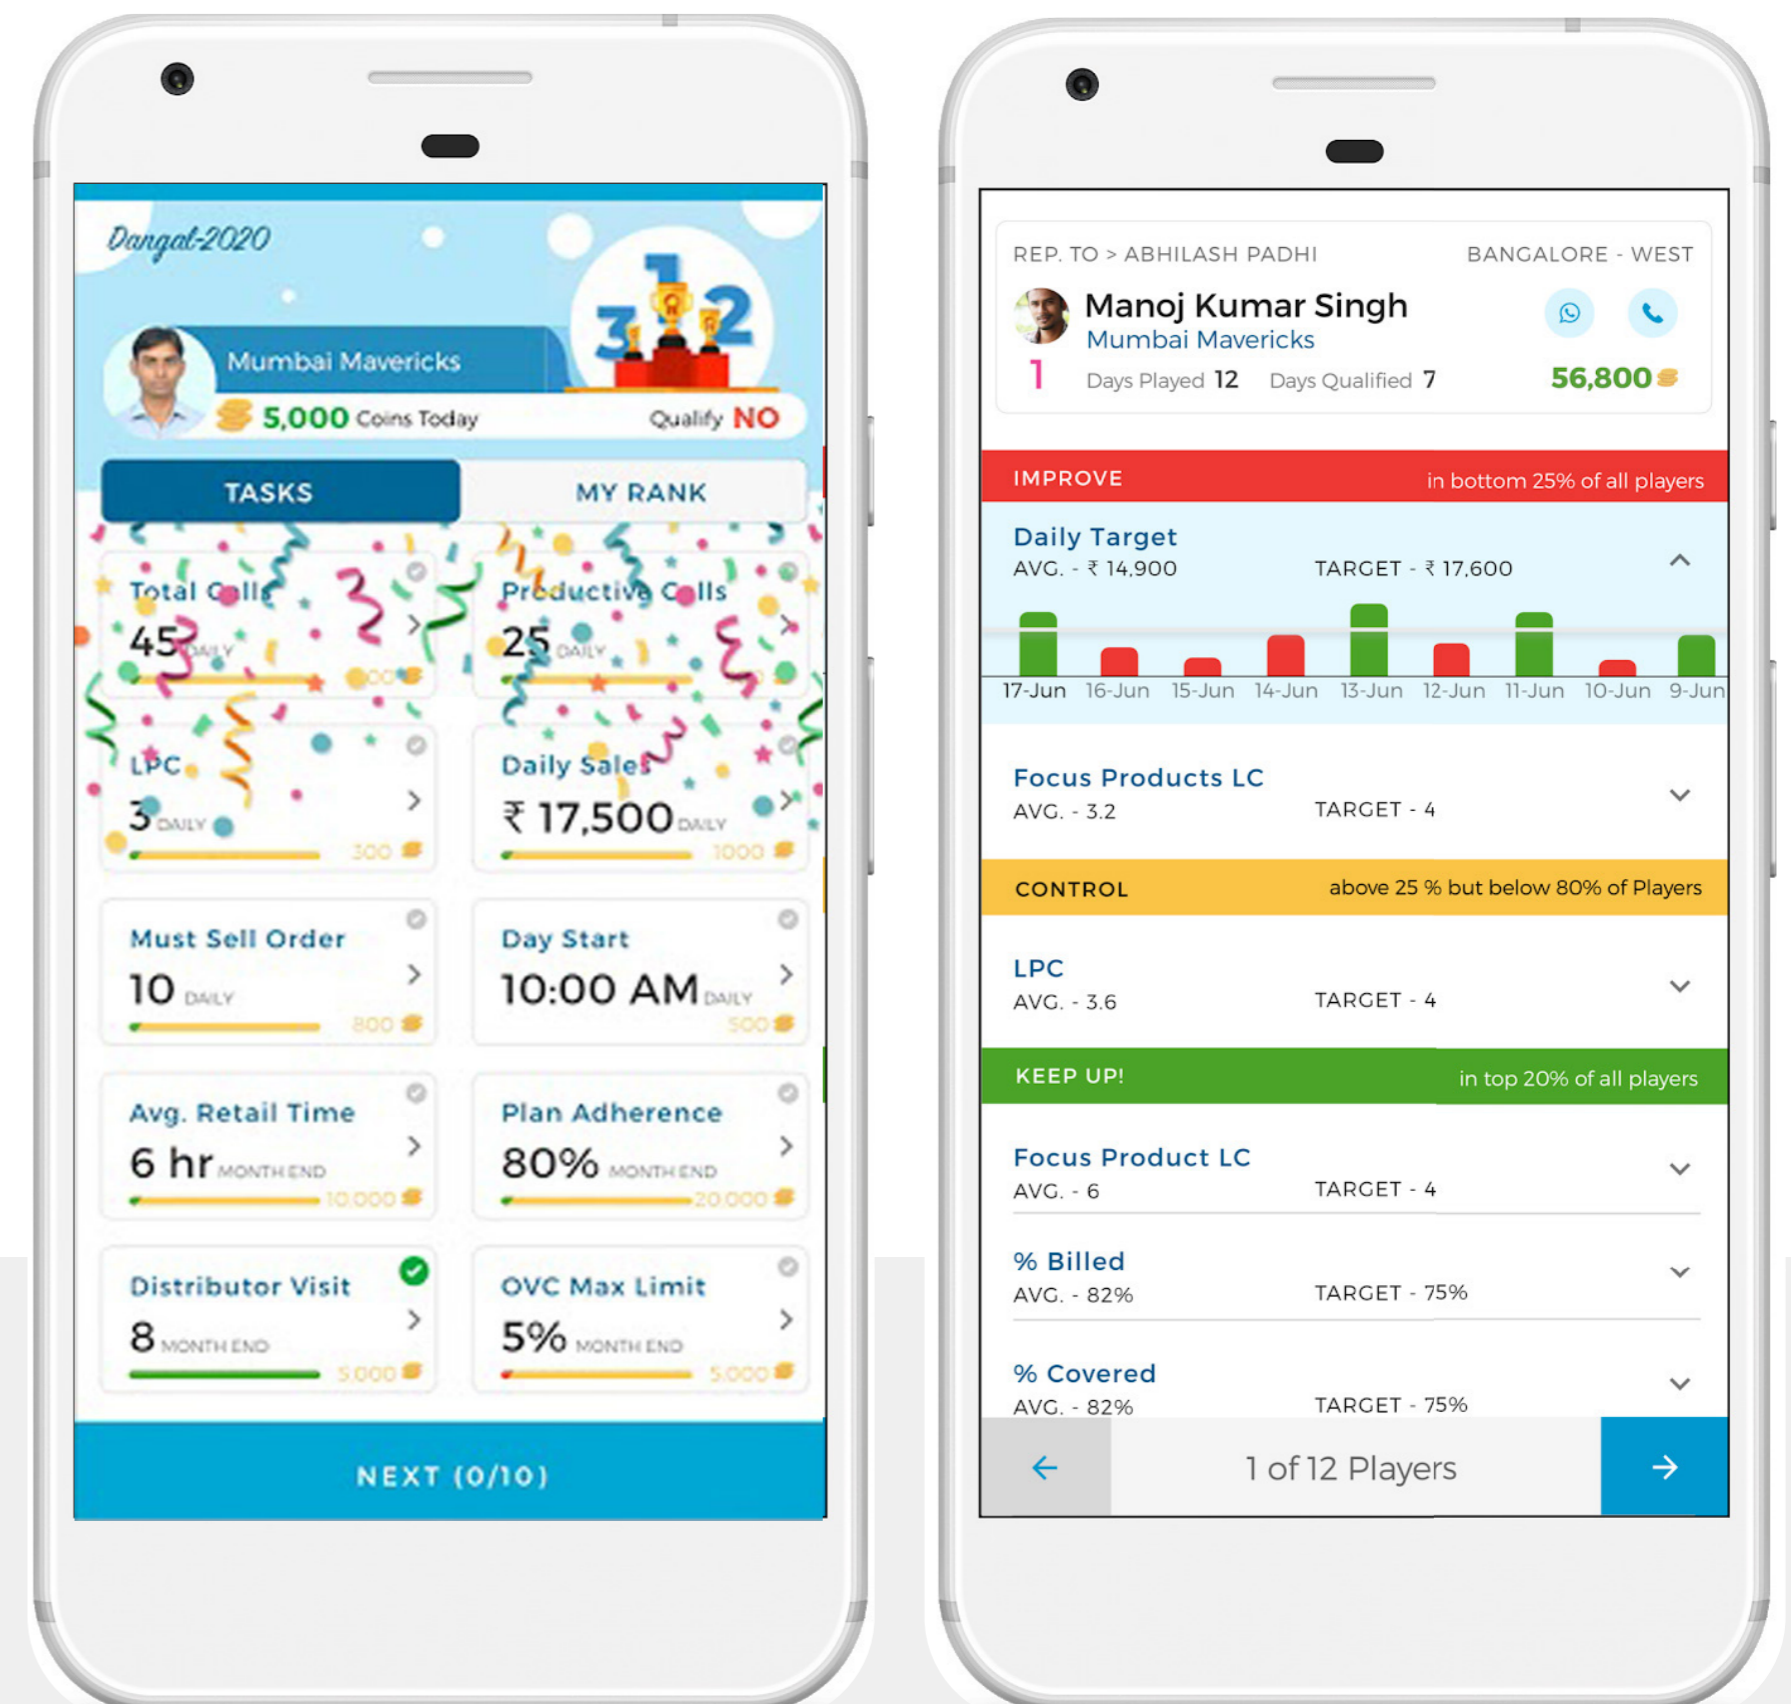 Dangal-2020
Mumbai Mavericks
5,000 Coins Today
Qualify NO
TASKS
MY RANK
Total Calls
45 DAILY
Productive Calls
25 DAILY
LPC
3 DAILY
300
Daily Sales
₹ 17,500 DAILY
1000
Must Sell Order
10 DAILY
800
Day Start
10:00 AM DAILY
500
Avg. Retail Time
6 hr MONTH END
10,000
Plan Adherence
80% MONTH END
20,000
Distributor Visit
8 MONTH END
5,000
OVC Max Limit
5% MONTH END
5,000
NEXT (0/10)
REP. TO > ABHILASH PADHI
BANGALORE - WEST
Manoj Kumar Singh
Mumbai Mavericks
1
Days Played 12 Days Qualified 7
56,800
IMPROVE
in bottom 25% of all players
Daily Target
AVG. - ₹ 14,900
TARGET - ₹ 17,600
17-Jun 16-Jun 15-Jun 14-Jun 13-Jun 12-Jun 11-Jun 10-Jun 9-Jun
Focus Products LC
AVG. - 3.2
TARGET - 4
CONTROL
above 25 % but below 80% of Players
LPC
AVG. - 3.6
TARGET - 4
KEEP UP!
in top 20% of all players
Focus Product LC
AVG. - 6
TARGET - 4
% Billed
AVG. - 82%
TARGET - 75%
% Covered
AVG. - 82%
TARGET - 75%
1 of 12 Players